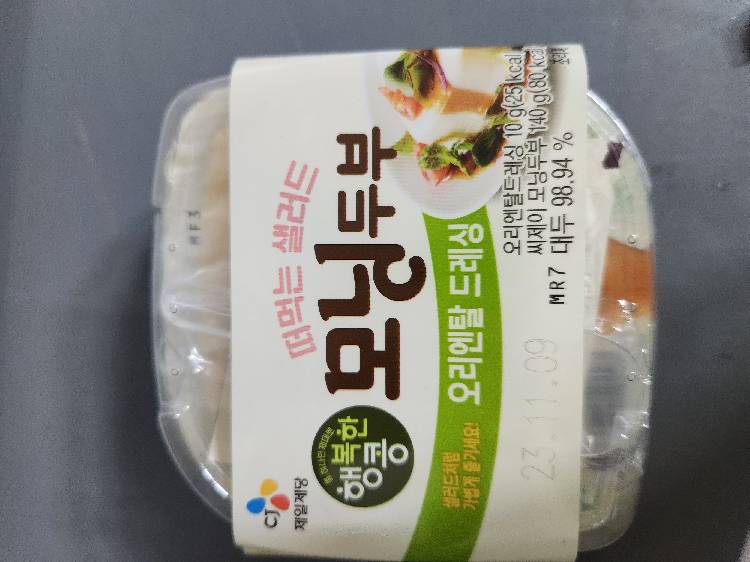 CJ
제일제당
행복한
콩
떠먹는 샐러드
모닝두부
오리엔탈 드레싱
샐러드처럼
가볍게 즐기세요!
오리엔탈드레싱 10 g(25 kcal)
씨제이 모닝두부 140 g(80 kcal)
대두 98.94 %
MR7
23.11.09
MF3